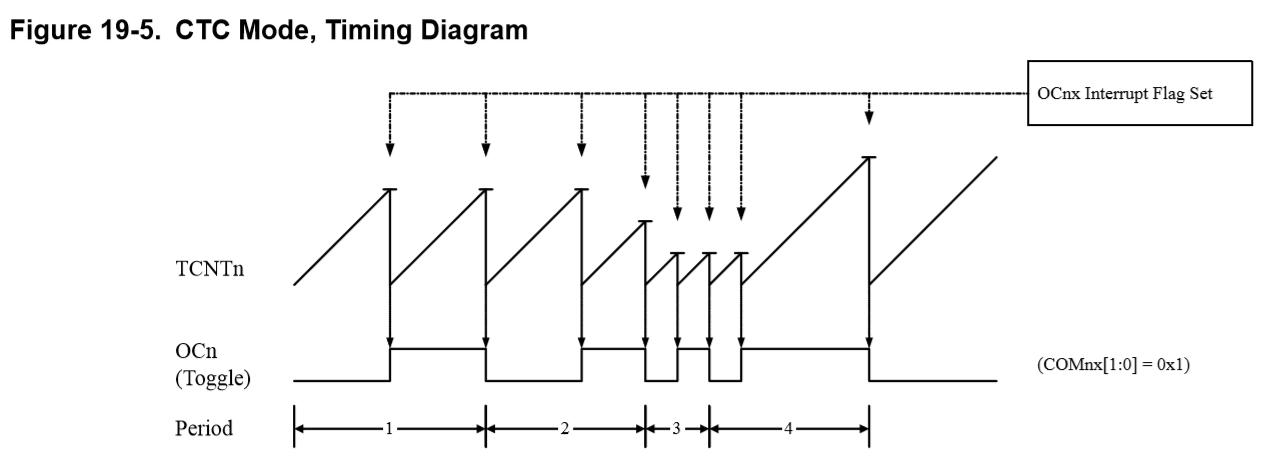 Figure 19-5. CTC Mode, Timing Diagram
OCnx Interrupt Flag Set
TCNTn
OCn
(Toggle)
(COMnx[1:0] = 0x1)
Period
1
2
3
4